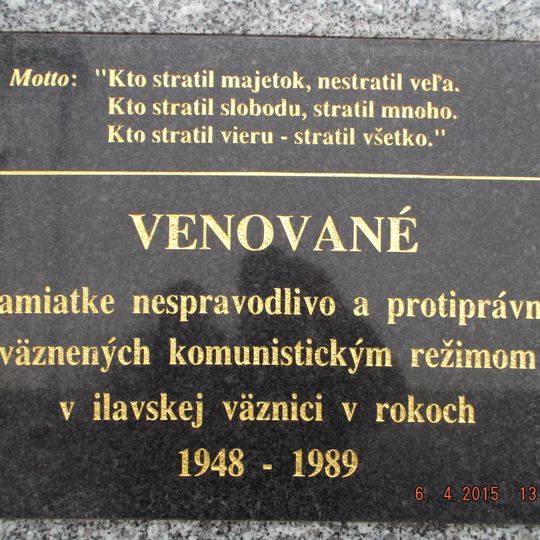 Motto: "Kto stratil majetok, nestratil veľa.
Kto stratil slobodu, stratil mnoho.
Kto stratil vieru - stratil všetko."
VENOVANÉ
amiatke nespravodlivo a protiprávn
väznených komunistickým režimom
v ilavskej väznici v rokoch
1948 - 1989
6. 4.2015 13